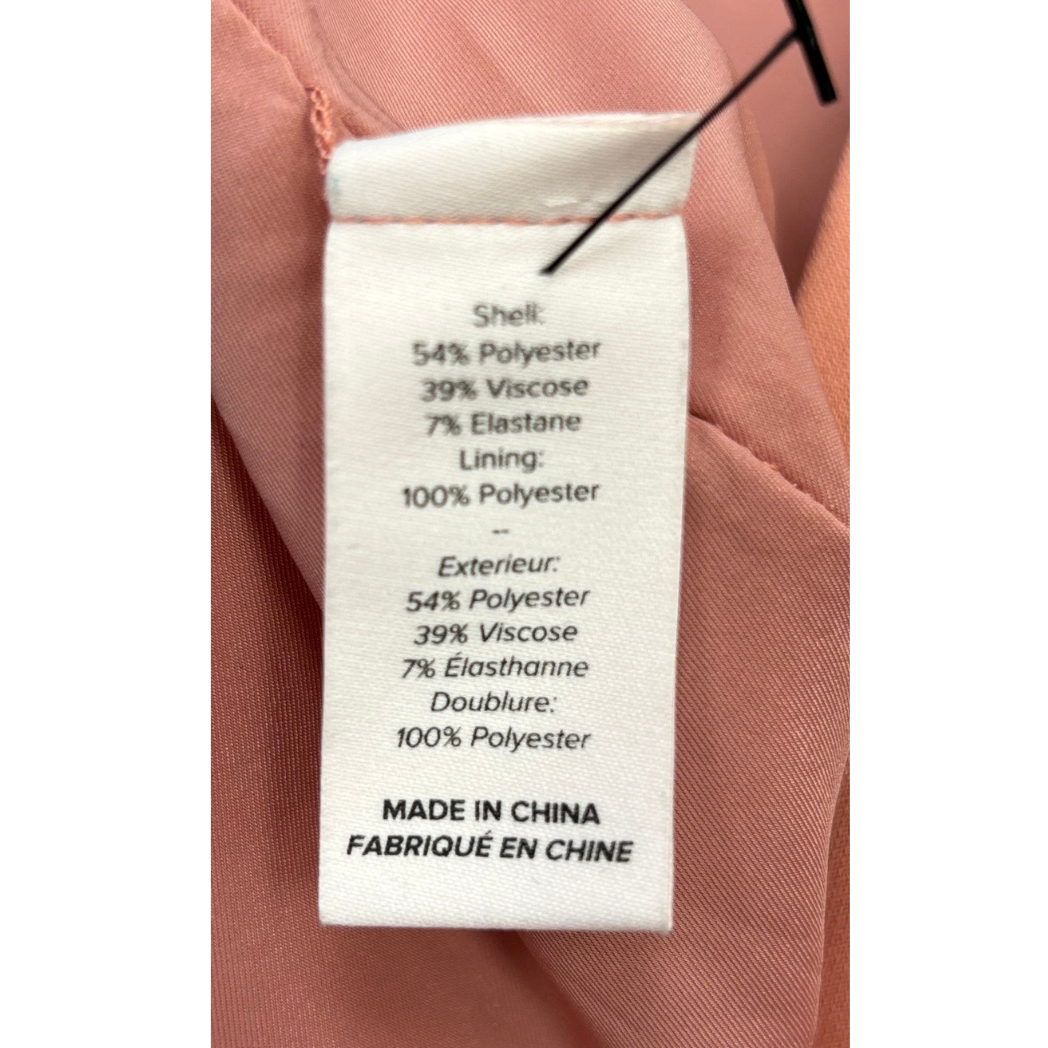 Shell:
54% Polyester
39% Viscose
7% Elastane
Lining:
100% Polyester
--
Exterieur:
54% Polyester
39% Viscose
7% Élasthanne
Doublure:
100% Polyester
MADE IN CHINA
FABRIQUÉ EN CHINE